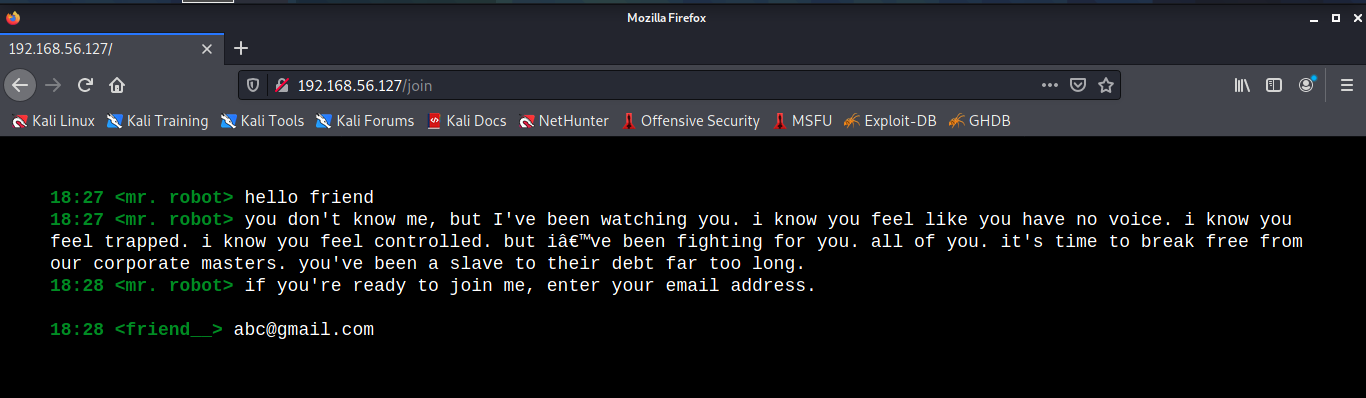 Mozilla Firefox
192.168.56.127/
192.168.56.127/join
Kali Linux Kali Training Kali Tools Kali Forums Kali Docs NetHunter Offensive Security MSFU Exploit-DB GHDB
18:27 <mr. robot> hello friend
18:27 <mr. robot> you don't know me, but I've been watching you. i know you feel like you have no voice. i know you
feel trapped. i know you feel controlled. but iâ€™ve been fighting for you. all of you. it's time to break free from
our corporate masters. you've been a slave to their debt far too long.
18:28 <mr. robot> if you're ready to join me, enter your email address.
18:28 <friend__> abc@gmail.com